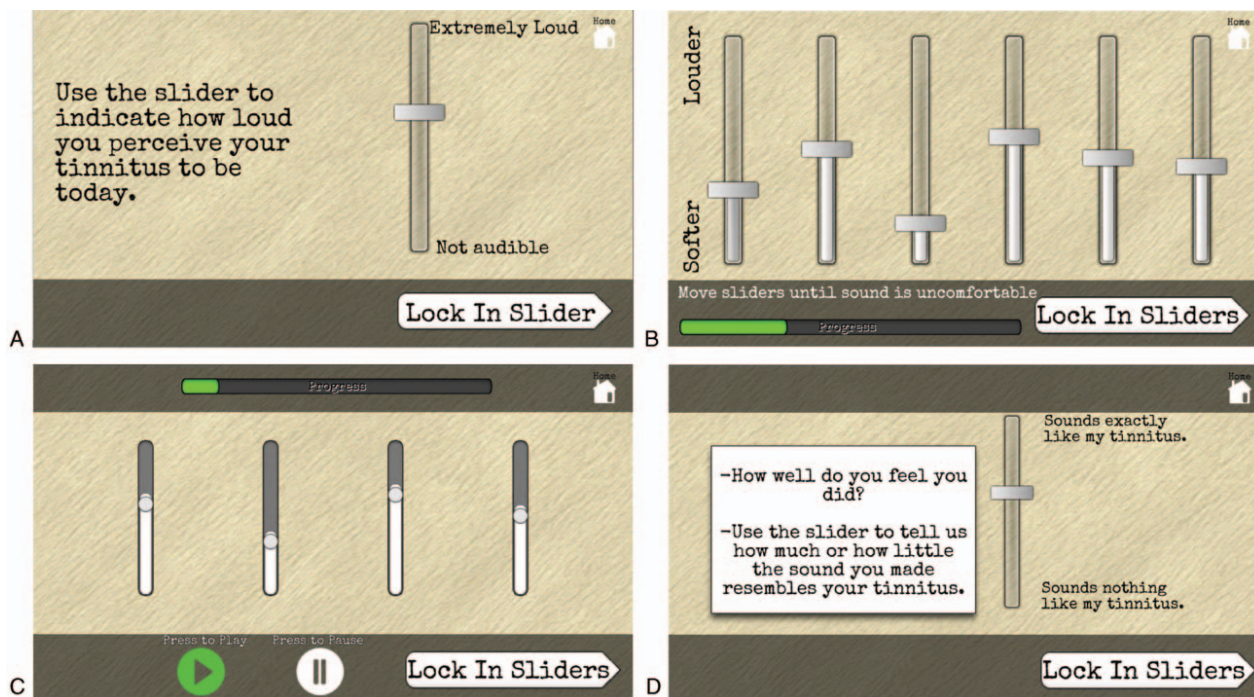 Extremely Loud
Home
Use the slider to
indicate how loud
you perceive your
tinnitus to be
today.
Not audible
Lock In Slider
A
Home
Louder
Softer
Move sliders until sound is uncomfortable
Progress
Lock In Sliders
B
Progress
Home
Press to Play
Press to Pause
Lock In Sliders
C
Home
Sounds exactly
like my tinnitus.
-How well do you feel you
did?
-Use the slider to tell us
how much or how little
the sound you made
resembles your tinnitus.
Sounds nothing
like my tinnitus.
Lock In Sliders
D